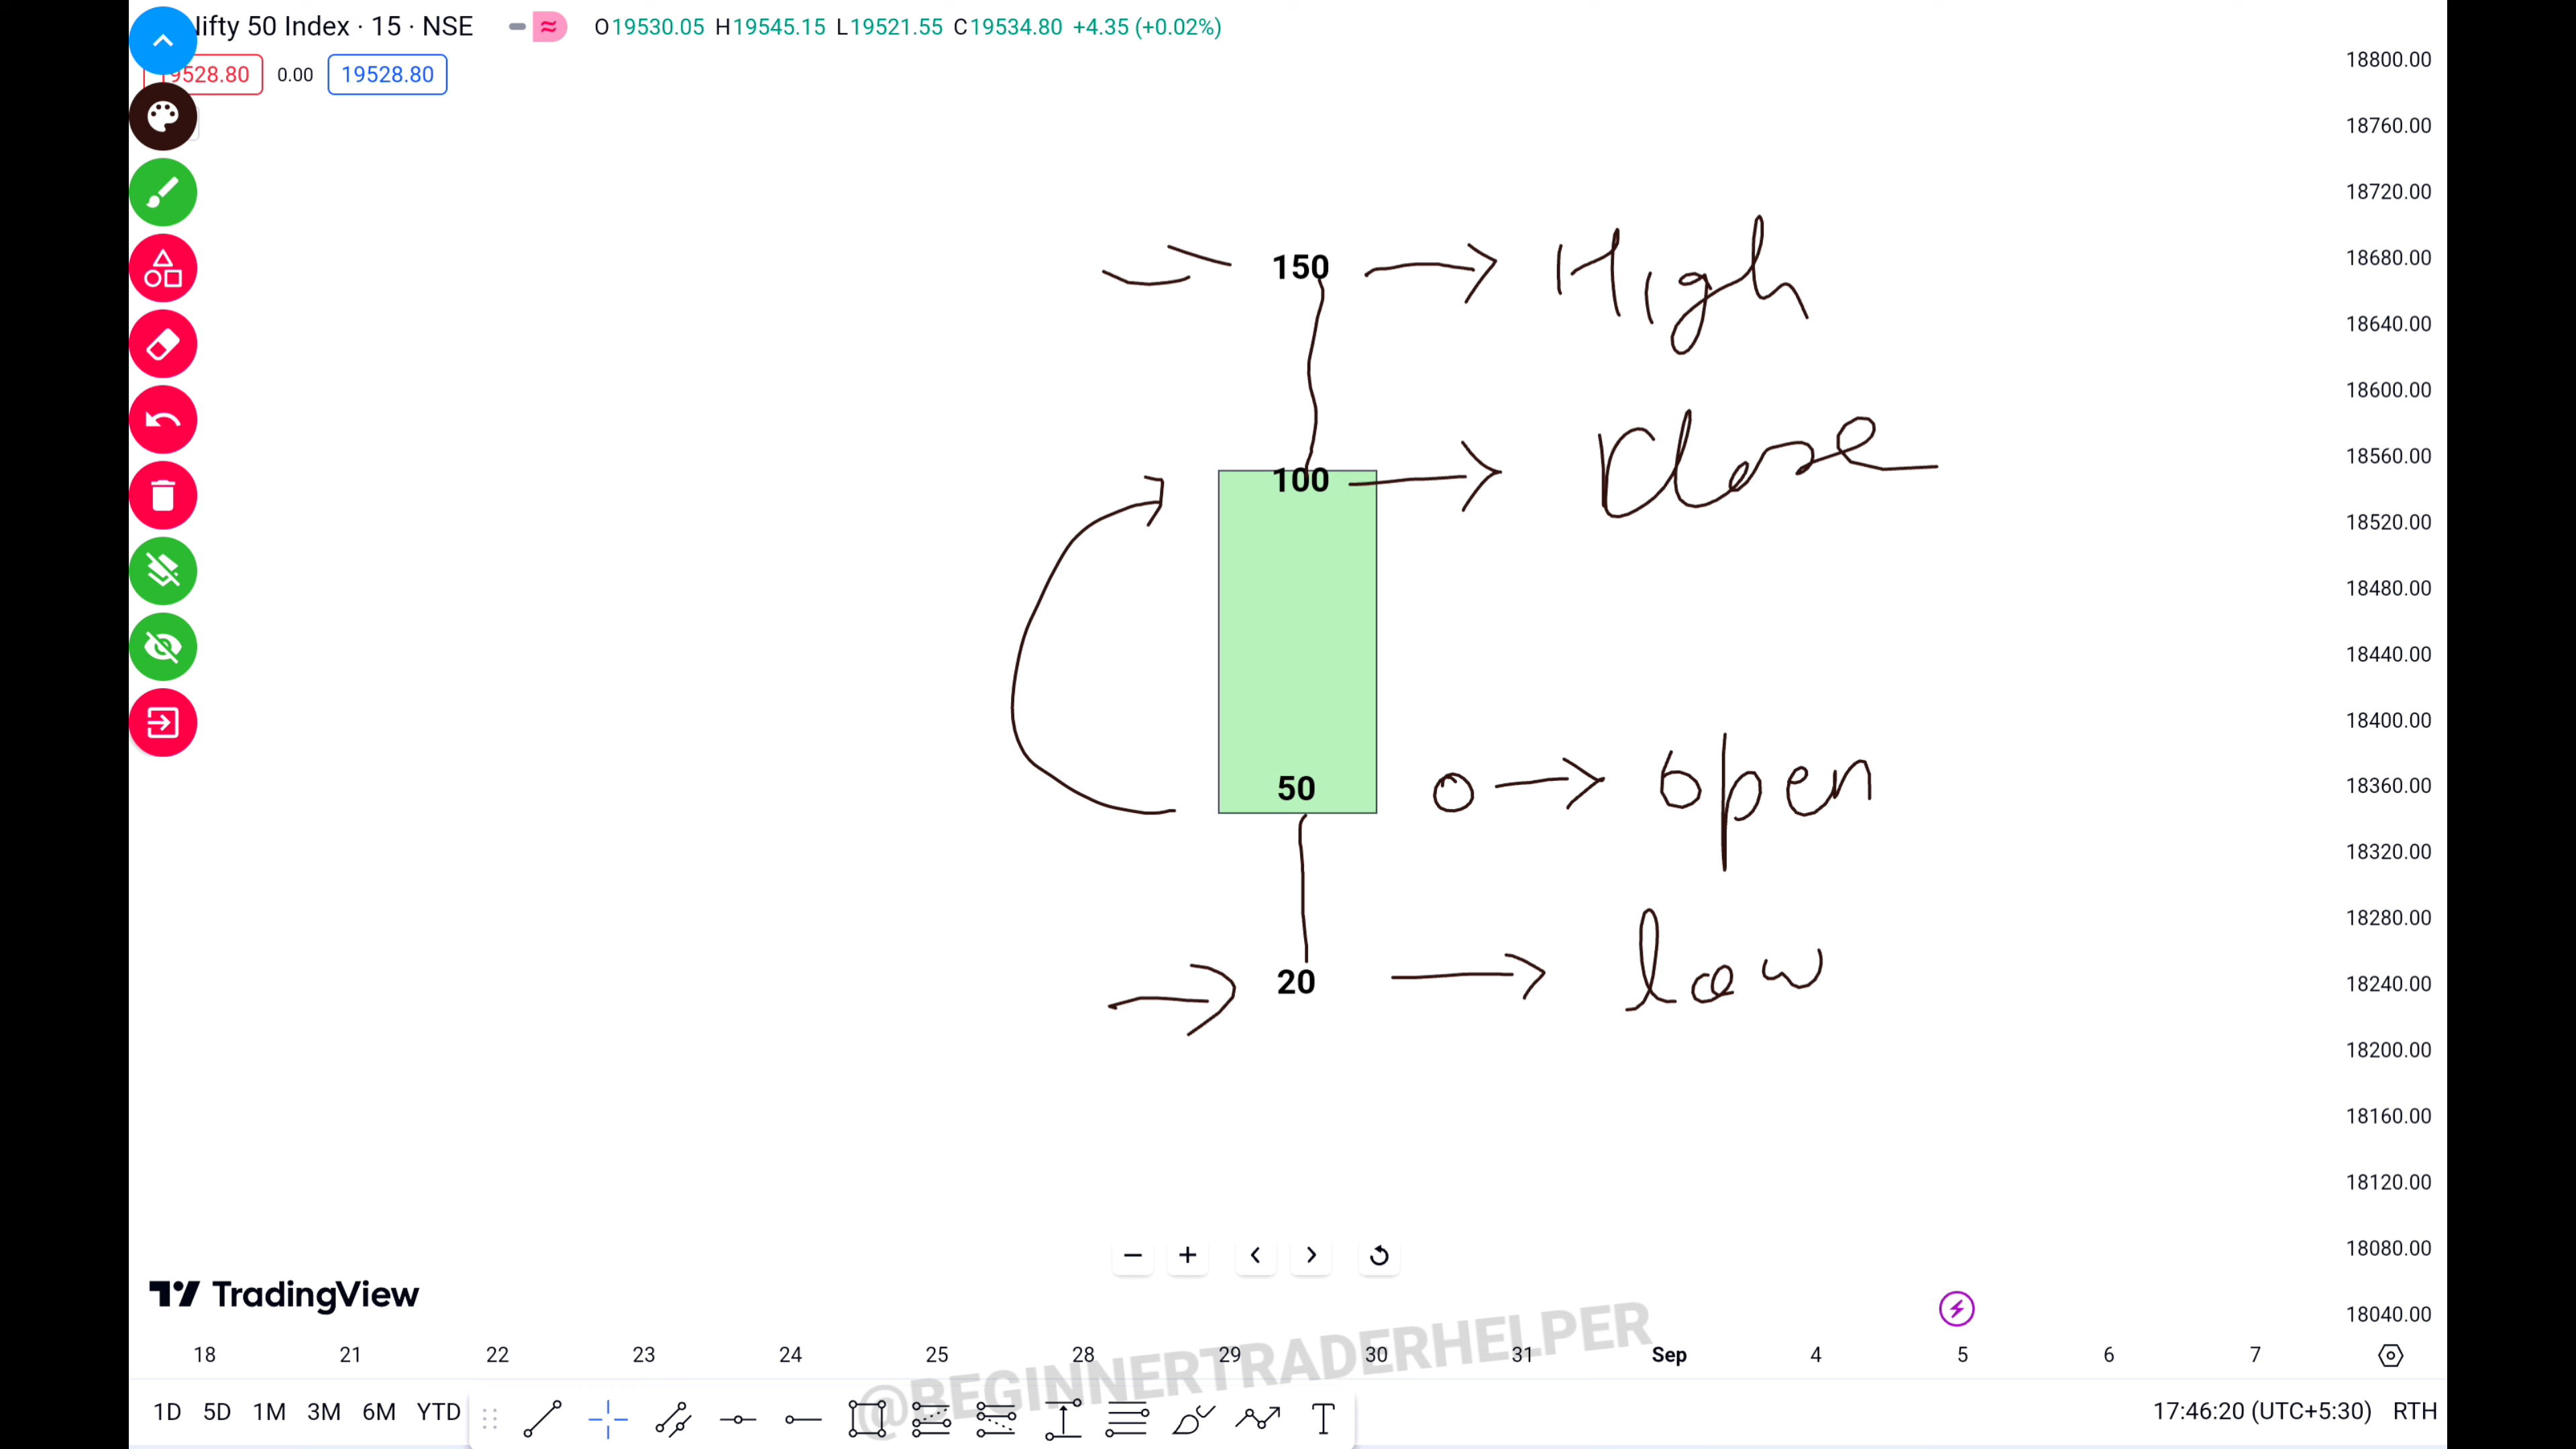 Nifty 50 Index · 15 · NSE O19530.05 H19545.15 L19521.55 C19534.80 +4.35 (+0.02%)
19528.80 0.00 19528.80
18800.00
18760.00
18720.00
18680.00
18640.00
18600.00
18560.00
18520.00
18480.00
18440.00
18400.00
18360.00
18320.00
18280.00
18240.00
18200.00
18160.00
18120.00
18080.00
18040.00
150 High
100 Close
50 o open
20 low
TradingView
@BEGINNERTRADERHELPER
18 21 22 23 24 25 28 29 30 31 Sep 4 5 6 7
1D 5D 1M 3M 6M YTD 17:46:20 (UTC+5:30) RTH